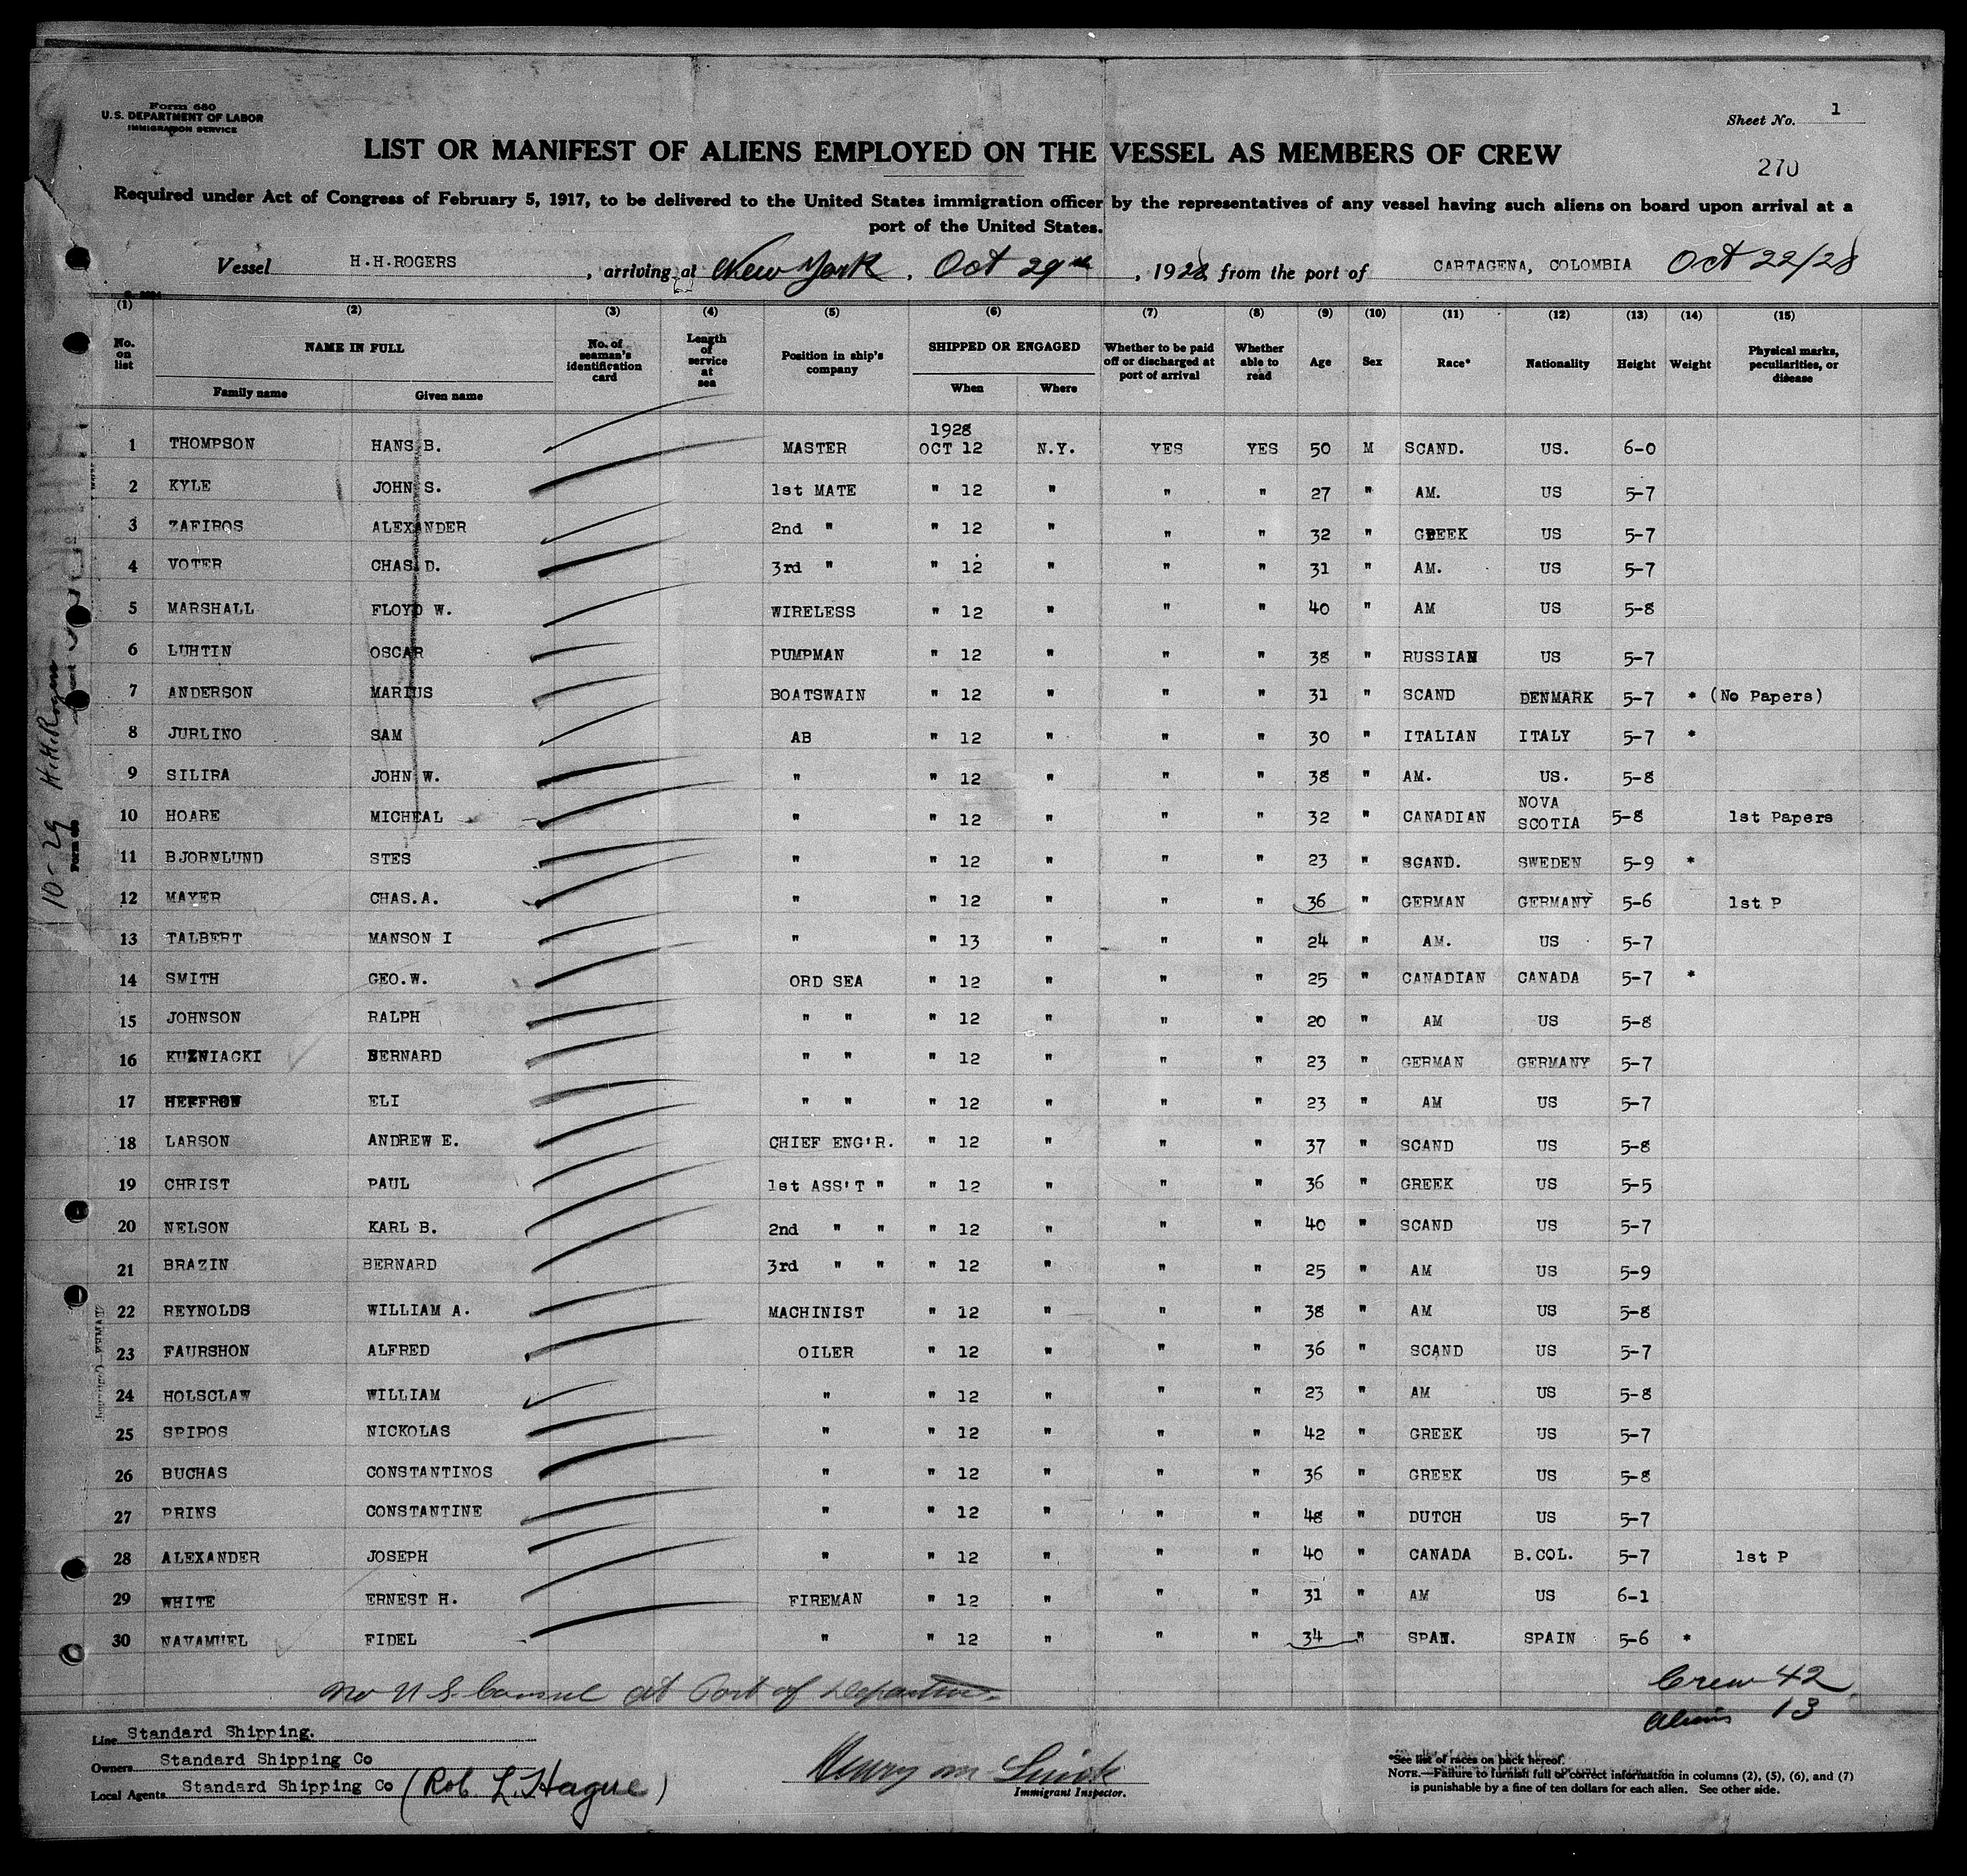 Form 680
U.S. DEPARTMENT OF LABOR
IMMIGRATION SERVICE
Sheet No. 1
LIST OR MANIFEST OF ALIENS EMPLOYED ON THE VESSEL AS MEMBERS OF CREW
270
Required under Act of Congress of February 5, 1917, to be delivered to the United States immigration officer by the representatives of any vessel having such aliens on board upon arrival at a
port of the United States.
Vessel H.H.ROGERS, arriving at New York, Oct 29th, 1928, from the port of CARTAGENA, COLOMBIA Oct 22/28
(1) (2) (3) (4) (5) (6) (7) (8) (9) (10) (11) (12) (13) (14) (15)
No. on list NAME IN FULL No. of seaman's identification card Length of service at sea Position in ship's company SHIPPED OR ENGAGED Whether to be paid off or discharged at port of arrival Whether able to read Age Sex Race* Nationality Height Weight Physical marks, peculiarities, or disease
Family name Given name When Where
1928
1 THOMPSON HANS B. MASTER OCT 12 N.Y. YES YES 50 M SCAND. US. 6-0
2 KYLE JOHN S. 1st MATE " 12 " " " 27 " AM. US 5-7
3 ZAFIROS ALEXANDER 2nd " " 12 " " " 32 " GREEK US 5-7
4 VOTER CHAS. D. 3rd " " 12 " " " 31 " AM. US 5-7
5 MARSHALL FLOYD W. WIRELESS " 12 " " " 40 " AM US 5-8
6 LUHTIN OSCAR PUMPMAN " 12 " " " 38 " RUSSIAN US 5-7
7 ANDERSON MARIUS BOATSWAIN " 12 " " " 31 " SCAND DENMARK 5-7 * (No Papers)
8 JURLINO SAM AB " 12 " " " 30 " ITALIAN ITALY 5-7 *
9 SILIRA JOHN W. " " 12 " " " 38 " AM. US. 5-8
10 HOARE MICHEAL " " 12 " " " 32 " CANADIAN NOVA SCOTIA 5-8 1st Papers
11 BJORNLUND STES " " 12 " " " 23 " SCAND. SWEDEN 5-9 *
12 MAYER CHAS.A. " " 12 " " " 36 " GERMAN GERMANY 5-6 1st P
13 TALBERT MANSON I " " 13 " " " 24 " AM. US 5-7
14 SMITH GEO.W. ORD SEA " 12 " " " 25 " CANADIAN CANADA 5-7 *
15 JOHNSON RALPH " " " 12 " " " 20 " AM US 5-8
16 KUZNIACKI BERNARD " " " 12 " " " 23 " GERMAN GERMANY 5-7
17 HEFFRON ELI " " " 12 " " " 23 " AM US 5-7
18 LARSON ANDREW E. CHIEF ENG'R. " 12 " " " 37 " SCAND US 5-8
19 CHRIST PAUL 1st ASS'T " " 12 " " " 36 " GREEK US 5-5
20 NELSON KARL B. 2nd " " " 12 " " " 40 " SCAND US 5-7
21 BRAZIN BERNARD 3rd " " " 12 " " " 25 " AM US 5-9
22 REYNOLDS WILLIAM A. MACHINIST " 12 " " " 38 " AM US 5-8
23 FAURSHON ALFRED OILER " 12 " " " 36 " SCAND US 5-7
24 HOLSCLAW WILLIAM " " 12 " " " 23 " AM US 5-8
25 SPIROS NICKOLAS " " 12 " " " 42 " GREEK US 5-7
26 BUCHAS CONSTANTINOS " " 12 " " " 36 " GREEK US 5-8
27 PRINS CONSTANTINE " " 12 " " " 48 " DUTCH US 5-7
28 ALEXANDER JOSEPH " " 12 " " " 40 " CANADA B.COL. 5-7 1st P
29 WHITE ERNEST H. FIREMAN " 12 " " " 31 " AM US 6-1
30 NAVAMUEL FIDEL " " 12 " " " 34 " SPAN. SPAIN 5-6 *
No U.S. Consul at Port of Departure
Crew 42
Aliens 13
10-29 H.H.Rogers
Line Standard Shipping.
Owners Standard Shipping Co
Local Agents Standard Shipping Co (Rob L. Hague)
Henry
Immigrant Inspector.
*See list of races on back hereof.
NOTE.—Failure to furnish full or correct information in columns (2), (5), (6), and (7)
is punishable by a fine of ten dollars for each alien. See other side.